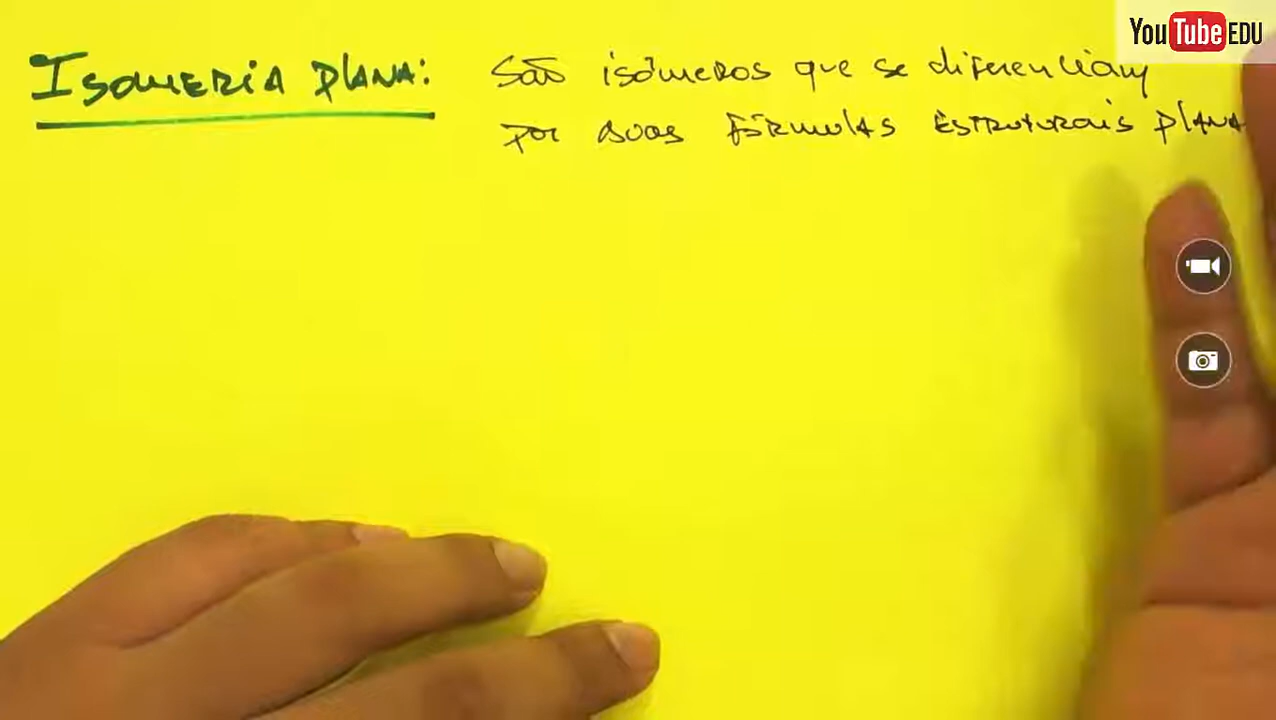 YouTube EDU
Isomeria plana: São isômeros que se diferenciam
por suas fórmulas estruturais plana